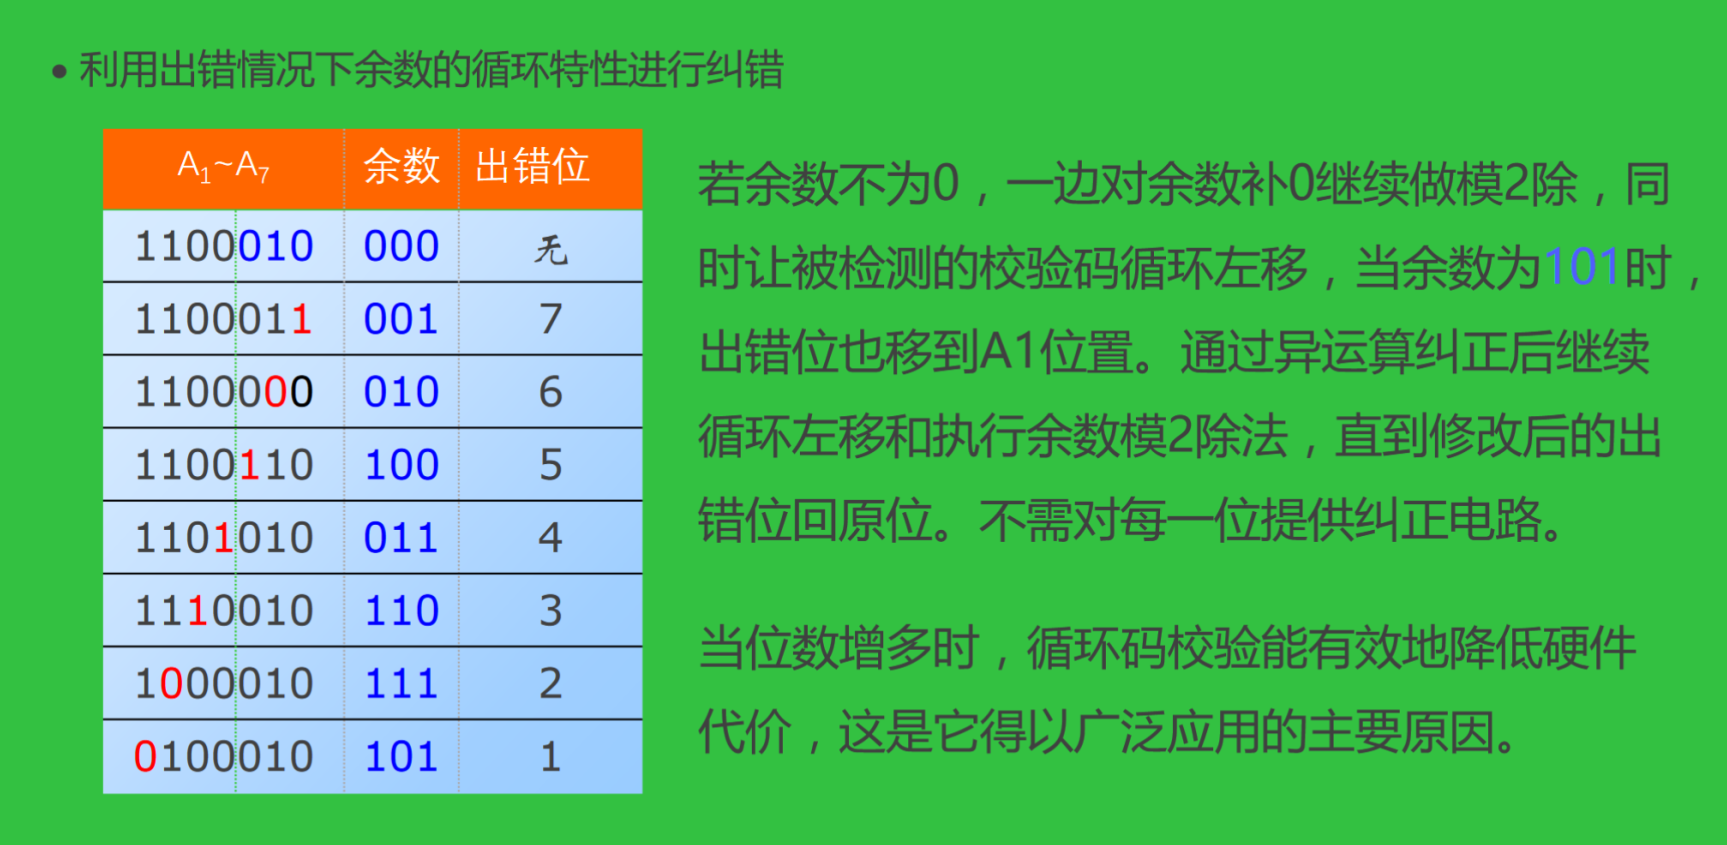 • 利用出错情况下余数的循环特性进行纠错
A1~A7 余数 出错位
1100010 000 无
1100011 001 7
1100000 010 6
1100110 100 5
1101010 011 4
1110010 110 3
1000010 111 2
0100010 101 1
若余数不为0，一边对余数补0继续做模2除，同
时让被检测的校验码循环左移，当余数为101时，
出错位也移到A1位置。通过异运算纠正后继续
循环左移和执行余数模2除法，直到修改后的出
错位回原位。不需对每一位提供纠正电路。
当位数增多时，循环码校验能有效地降低硬件
代价，这是它得以广泛应用的主要原因。